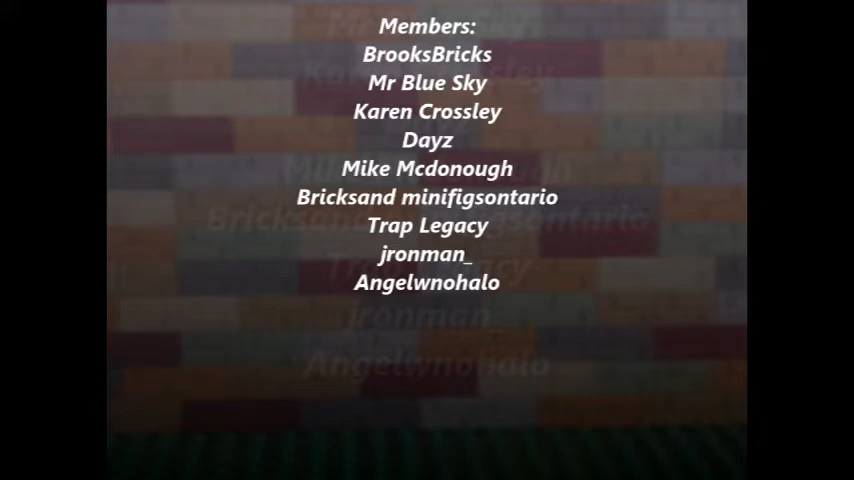 Members:
BrooksBricks
Mr Blue Sky
Karen Crossley
Dayz
Mike Mcdonough
Bricksand minifigsontario
Trap Legacy
jronman_
Angelwnohalo